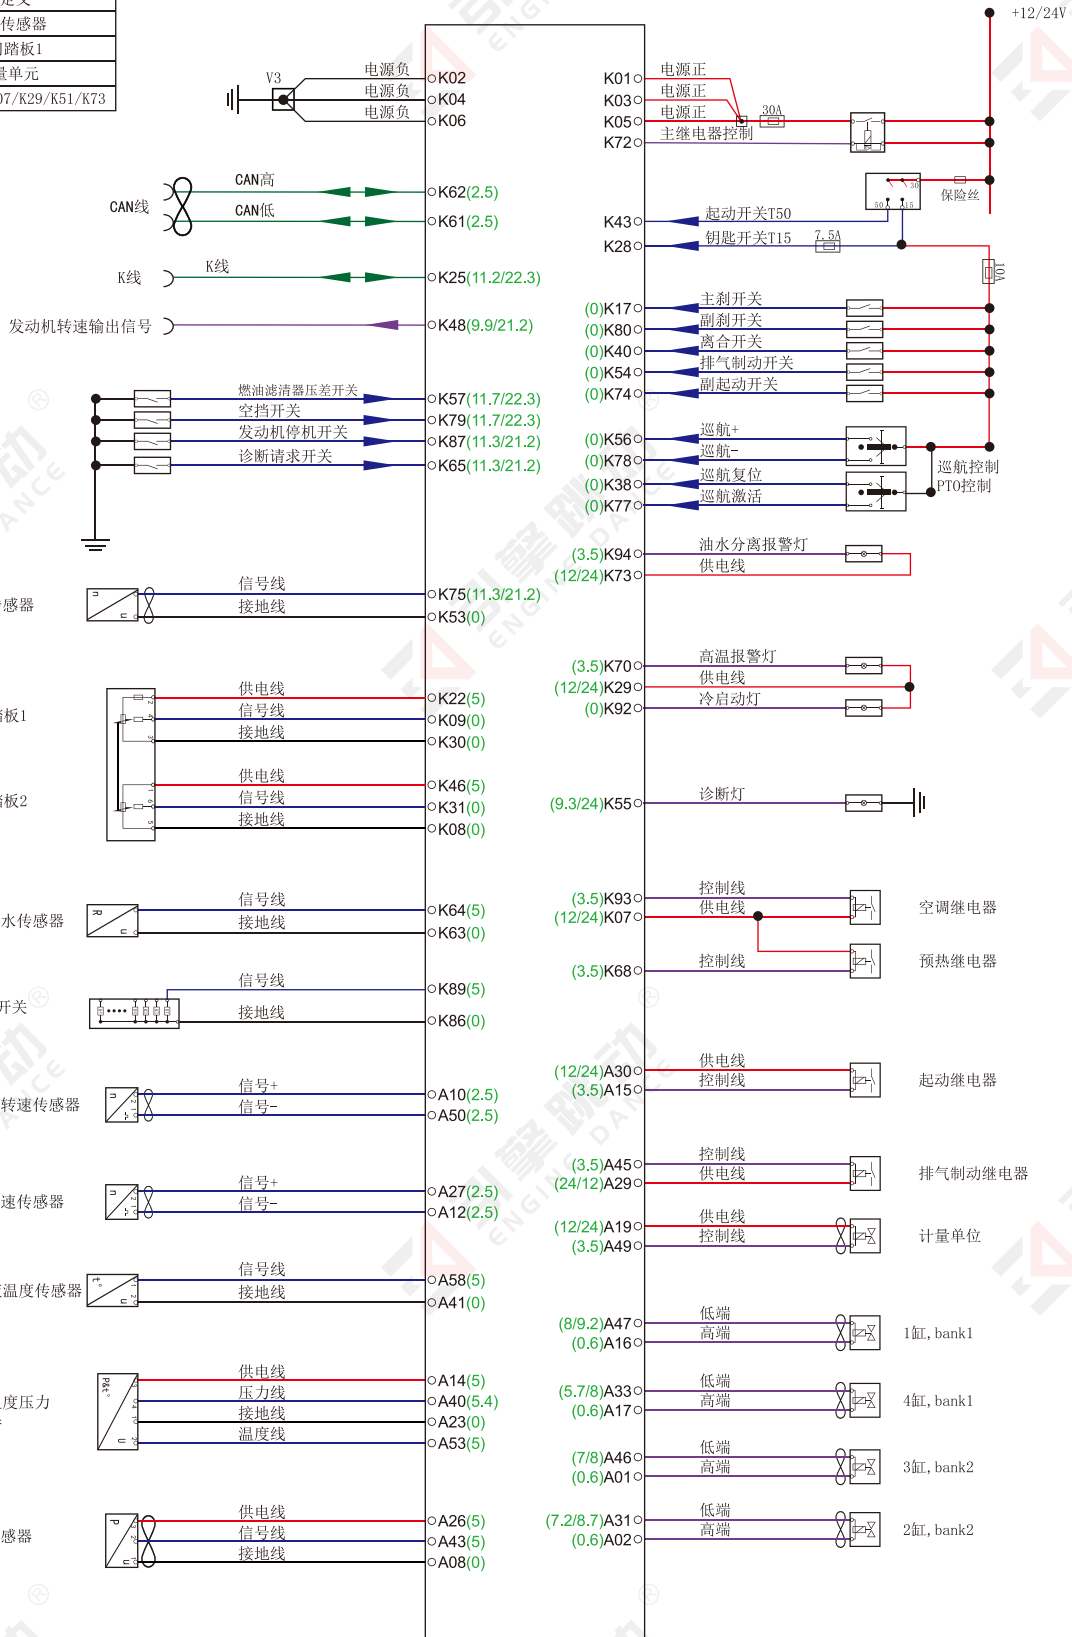 传感器
踏板1
量单元
07/K29/K51/K73
+12/24V
V3
电源负
K02
电源负
K04
电源负
K06
CAN线
CAN高
K62(2.5)
CAN低
K61(2.5)
K线
K线
K25(11.2/22.3)
发动机转速输出信号
K48(9.9/21.2)
燃油滤清器压差开关
K57(11.7/22.3)
空挡开关
K79(11.7/22.3)
发动机停机开关
K87(11.3/21.2)
诊断请求开关
K65(11.3/21.2)
感器
n
u
信号线
K75(11.3/21.2)
接地线
K53(0)
踏板1
供电线
K22(5)
信号线
K09(0)
接地线
K30(0)
踏板2
供电线
K46(5)
信号线
K31(0)
接地线
K08(0)
水传感器
R
u
信号线
K64(5)
接地线
K63(0)
开关
信号线
K89(5)
接地线
K86(0)
转速传感器
n
信号+
A10(2.5)
信号-
A50(2.5)
速传感器
n
信号+
A27(2.5)
信号-
A12(2.5)
温度传感器
t°
u
信号线
A58(5)
接地线
A41(0)
度压力
P&t°
U
供电线
A14(5)
压力线
A40(5.4)
接地线
A23(0)
温度线
A53(5)
感器
P
u
供电线
A26(5)
信号线
A43(5)
接地线
A08(0)
K01
电源正
K03
电源正
K05
电源正
30A
K72
主继电器控制
30
50
15
保险丝
K43
起动开关T50
K28
钥匙开关T15
7.5A
10A
(0)K17
主刹开关
(0)K80
副刹开关
(0)K40
离合开关
(0)K54
排气制动开关
(0)K74
副起动开关
(0)K56
巡航+
(0)K78
巡航-
(0)K38
巡航复位
(0)K77
巡航激活
巡航控制
PTO控制
(3.5)K94
油水分离报警灯
(12/24)K73
供电线
(3.5)K70
高温报警灯
(12/24)K29
供电线
(0)K92
冷启动灯
(9.3/24)K55
诊断灯
(3.5)K93
控制线
(12/24)K07
供电线
空调继电器
(3.5)K68
控制线
预热继电器
(12/24)A30
供电线
(3.5)A15
控制线
起动继电器
(3.5)A45
控制线
(24/12)A29
供电线
排气制动继电器
(12/24)A19
供电线
(3.5)A49
控制线
计量单位
(8/9.2)A47
低端
(0.6)A16
高端
1缸,bank1
(5.7/8)A33
低端
(0.6)A17
高端
4缸,bank1
(7/8)A46
低端
(0.6)A01
高端
3缸,bank2
(7.2/8.7)A31
低端
(0.6)A02
高端
2缸,bank2
引擎跳动
ENGINE DANCE